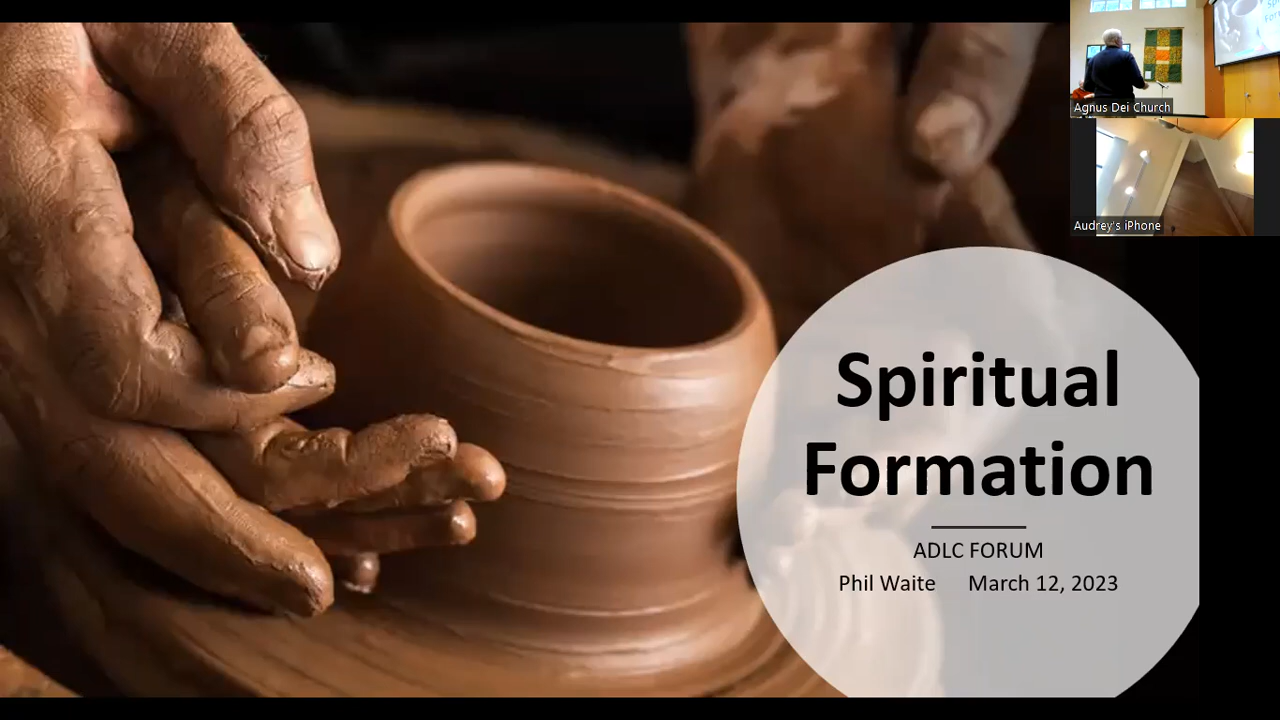 Spiritual
Formation
ADLC FORUM
Phil Waite March 12, 2023
Agnus Dei Church
Audrey's iPhone